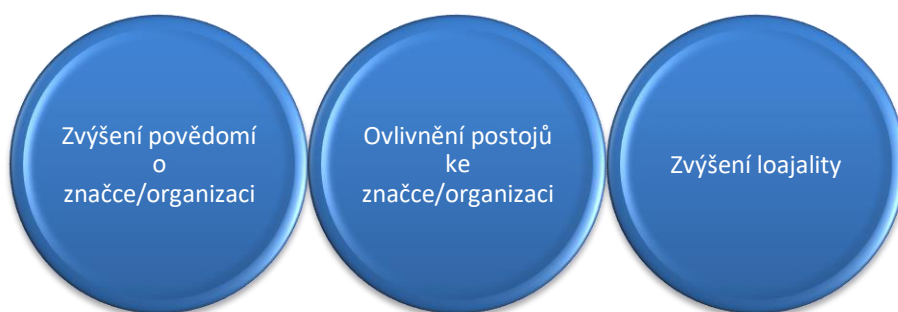 Zvýšení povědomí
o
značce/organizaci
Ovlivnění postojů
ke
značce/organizaci
Zvýšení loajality